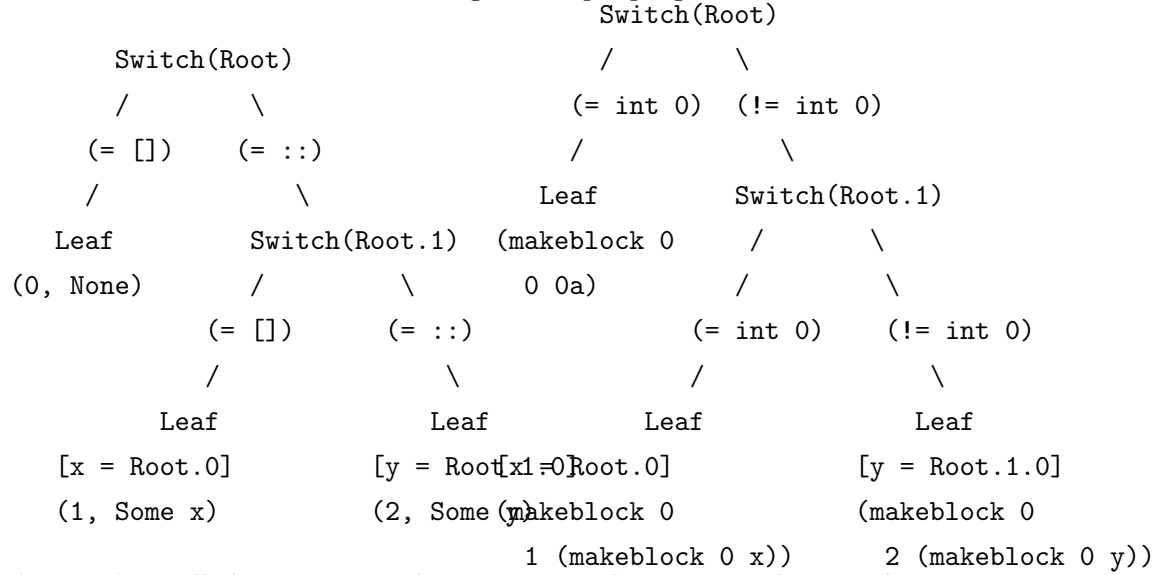 Switch(Root)
/ \
(= []) (= ::)
/ \
Leaf Switch(Root.1)
(0, None) / \
(= []) (= ::)
/ \
Leaf Leaf
[x = Root.0] [y = Root.1.0]
(1, Some x) (2, Some y)
Switch(Root)
/ \
(= int 0) (!= int 0)
/ \
Leaf Switch(Root.1)
(makeblock 0 / \
0 0a) / \
(= int 0) (!= int 0)
/ \
Leaf Leaf
[x = Root.0] [y = Root.1.0]
(makeblock 0 (makeblock 0
1 (makeblock 0 x)) 2 (makeblock 0 y))